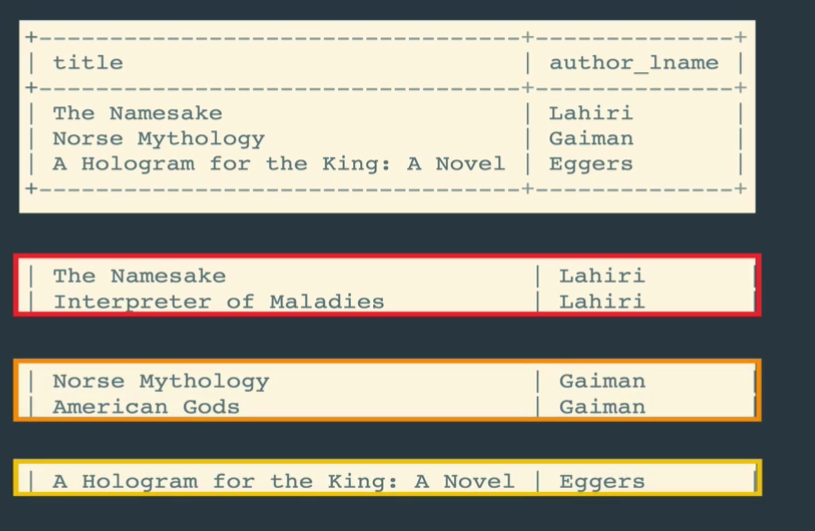 +----------------------------------+--------------+
| title                            | author_lname |
+----------------------------------+--------------+
| The Namesake                     | Lahiri       |
| Norse Mythology                  | Gaiman       |
| A Hologram for the King: A Novel | Eggers       |
+----------------------------------+--------------+
| The Namesake                     | Lahiri       |
| Interpreter of Maladies          | Lahiri       |
| Norse Mythology                  | Gaiman       |
| American Gods                    | Gaiman       |
| A Hologram for the King: A Novel | Eggers       |